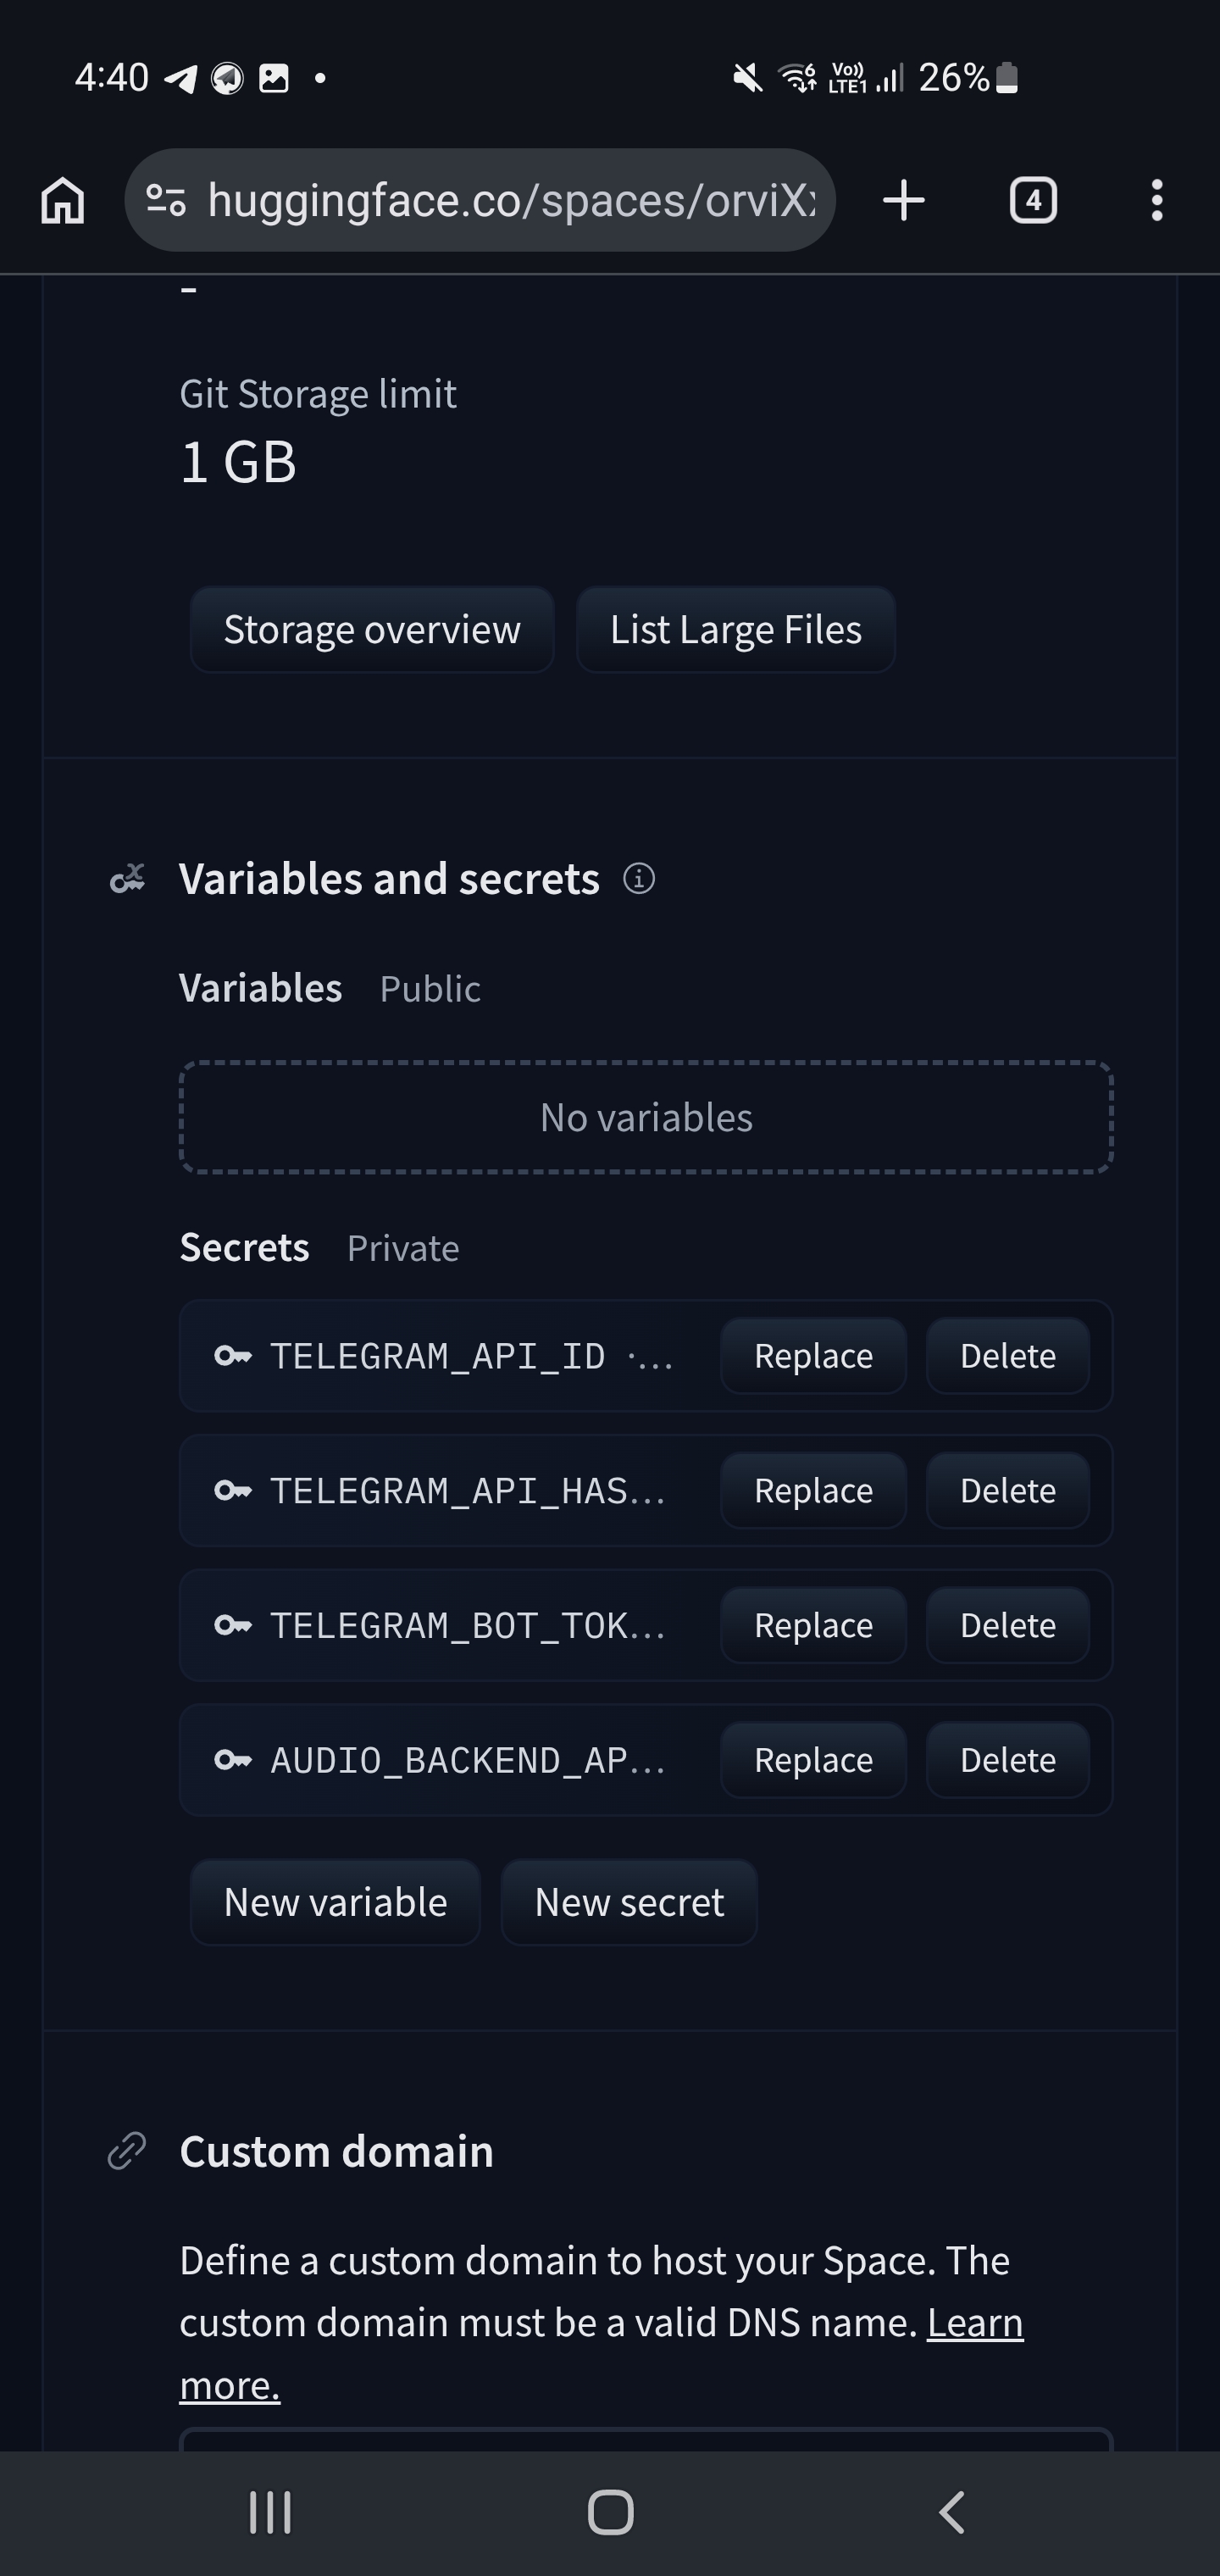 4:40
6
Vo))
LTE1
26%
huggingface.co/spaces/orviX
4
-
Git Storage limit
1 GB
Storage overview
List Large Files
Variables and secrets
Variables Public
No variables
Secrets Private
TELEGRAM_API_ID ·...
Replace
Delete
TELEGRAM_API_HAS...
Replace
Delete
TELEGRAM_BOT_TOK...
Replace
Delete
AUDIO_BACKEND_AP...
Replace
Delete
New variable
New secret
Custom domain
Define a custom domain to host your Space. The
custom domain must be a valid DNS name. Learn
more.